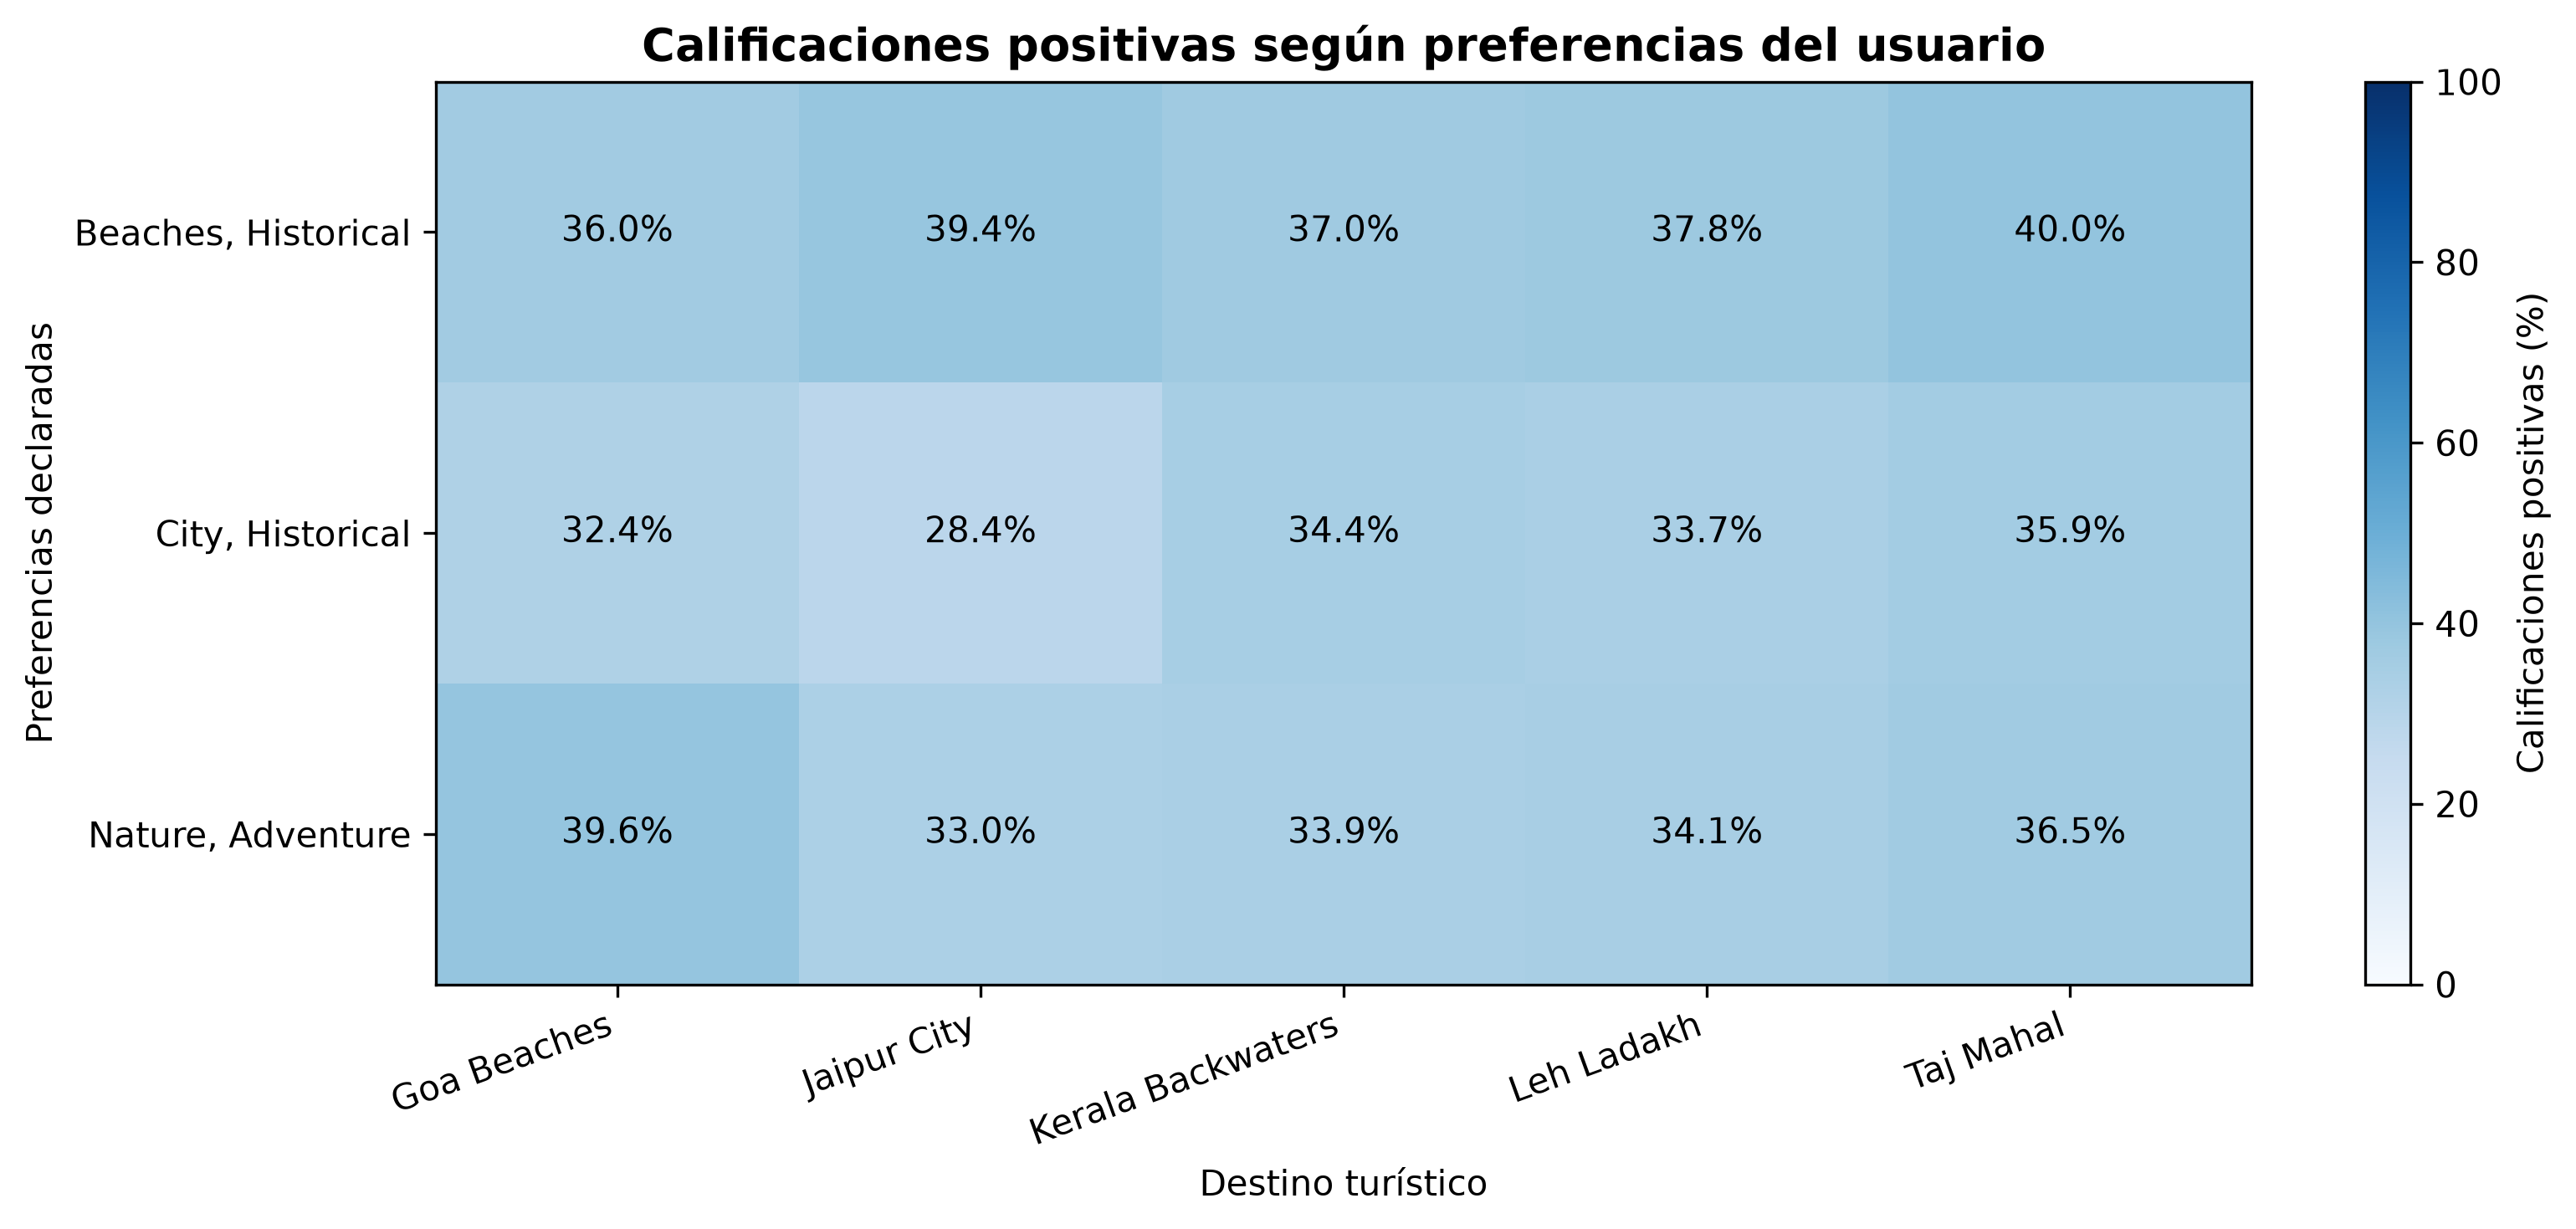 Calificaciones positivas según preferencias del usuario
Preferencias declaradas
Beaches, Historical
36.0% 39.4% 37.0% 37.8% 40.0%
City, Historical
32.4% 28.4% 34.4% 33.7% 35.9%
Nature, Adventure
39.6% 33.0% 33.9% 34.1% 36.5%
Goa Beaches
Jaipur City
Kerala Backwaters
Leh Ladakh
Taj Mahal
Destino turístico
100
80
60
40
20
0
Calificaciones positivas (%)